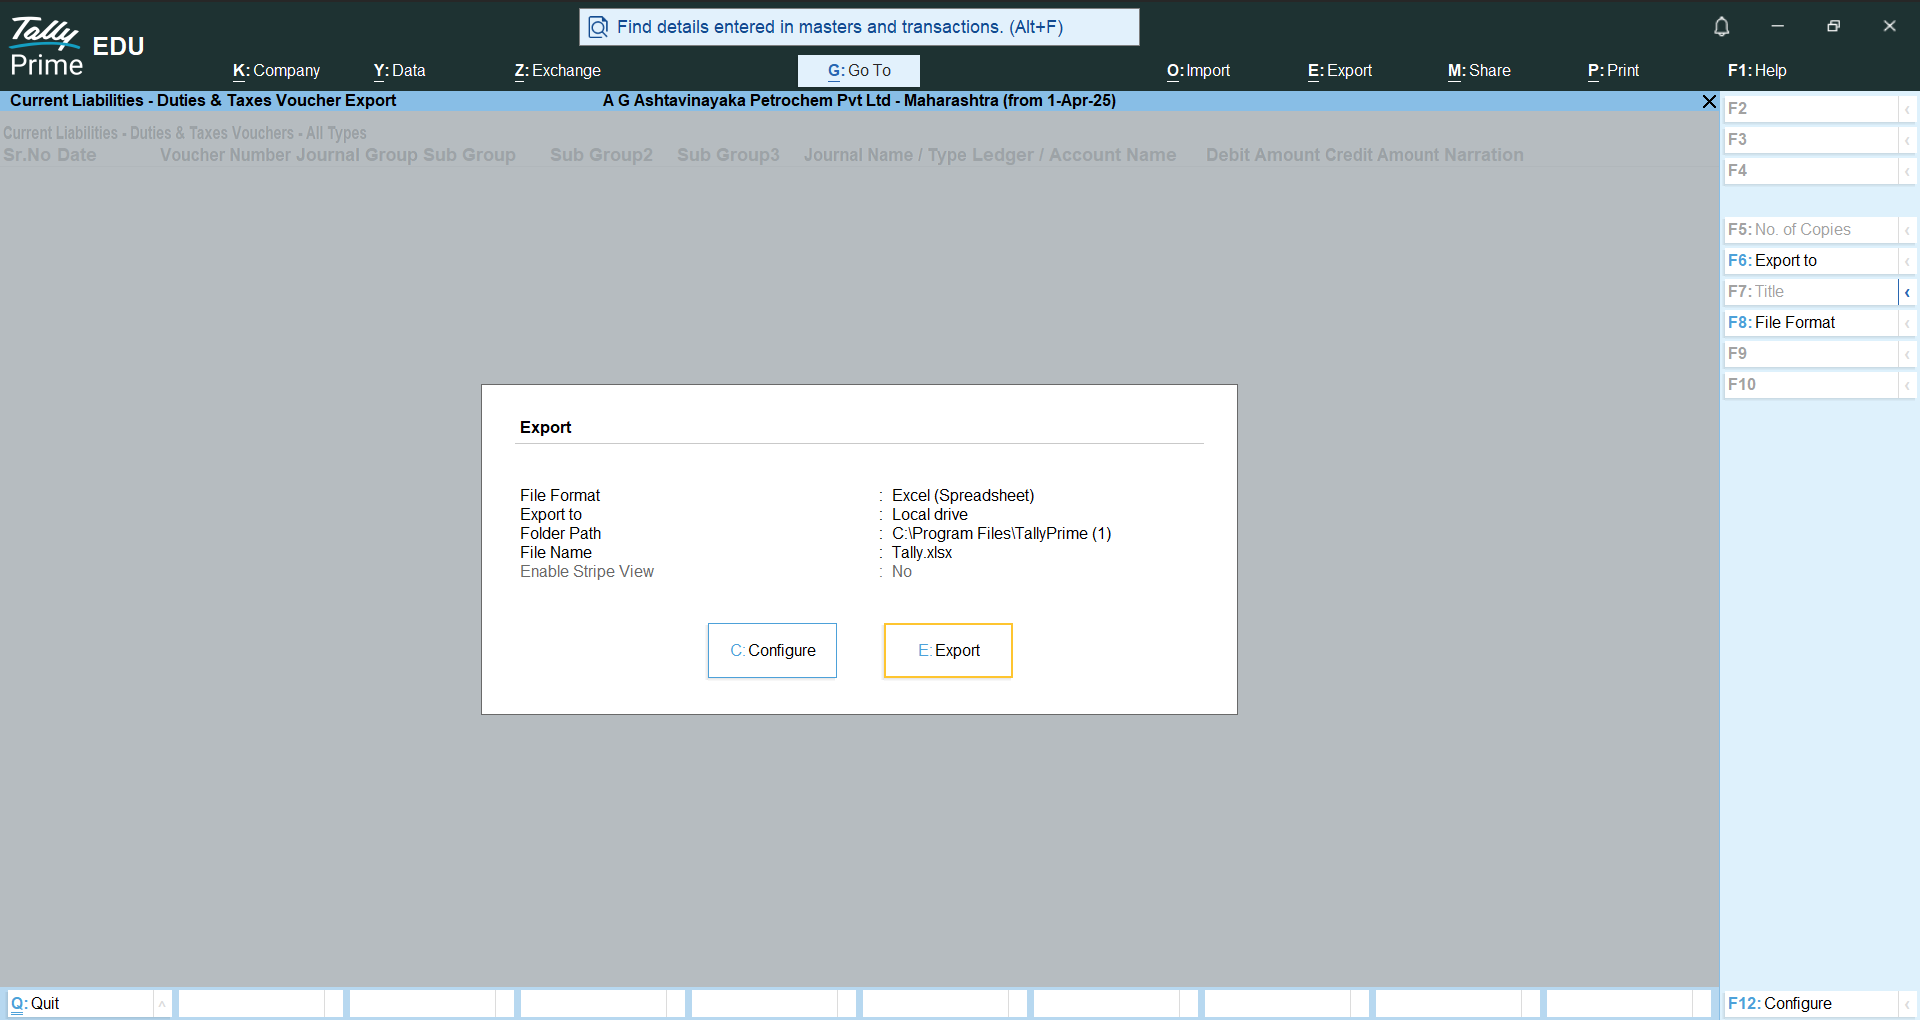 Tally
Prime
EDU
Find details entered in masters and transactions. (Alt+F)
K: Company
Y: Data
Z: Exchange
G: Go To
O: Import
E: Export
M: Share
P: Print
F1: Help
Current Liabilities - Duties & Taxes Voucher Export
A G Ashtavinayaka Petrochem Pvt Ltd - Maharashtra (from 1-Apr-25)
Current Liabilities - Duties & Taxes Vouchers - All Types
Sr.No Date Voucher Number Journal Group Sub Group Sub Group2 Sub Group3 Journal Name / Type Ledger / Account Name Debit Amount Credit Amount Narration
F2
F3
F4
F5: No. of Copies
F6: Export to
F7: Title
F8: File Format
F9
F10
Export
File Format : Excel (Spreadsheet)
Export to : Local drive
Folder Path : C:\Program Files\TallyPrime (1)
File Name : Tally.xlsx
Enable Stripe View : No
C: Configure
E: Export
Q: Quit
F12: Configure